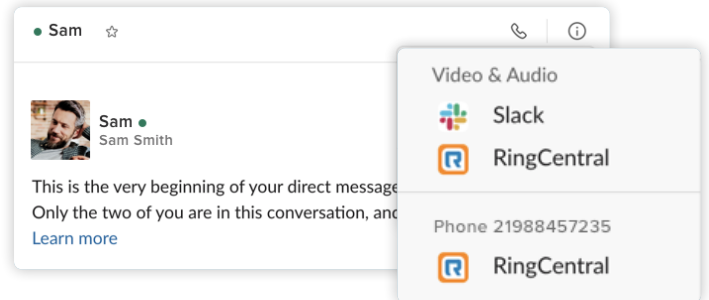 Sam
Sam
Sam Smith
This is the very beginning of your direct message
Only the two of you are in this conversation, and
Learn more
Video & Audio
Slack
RingCentral
Phone 21988457235
RingCentral